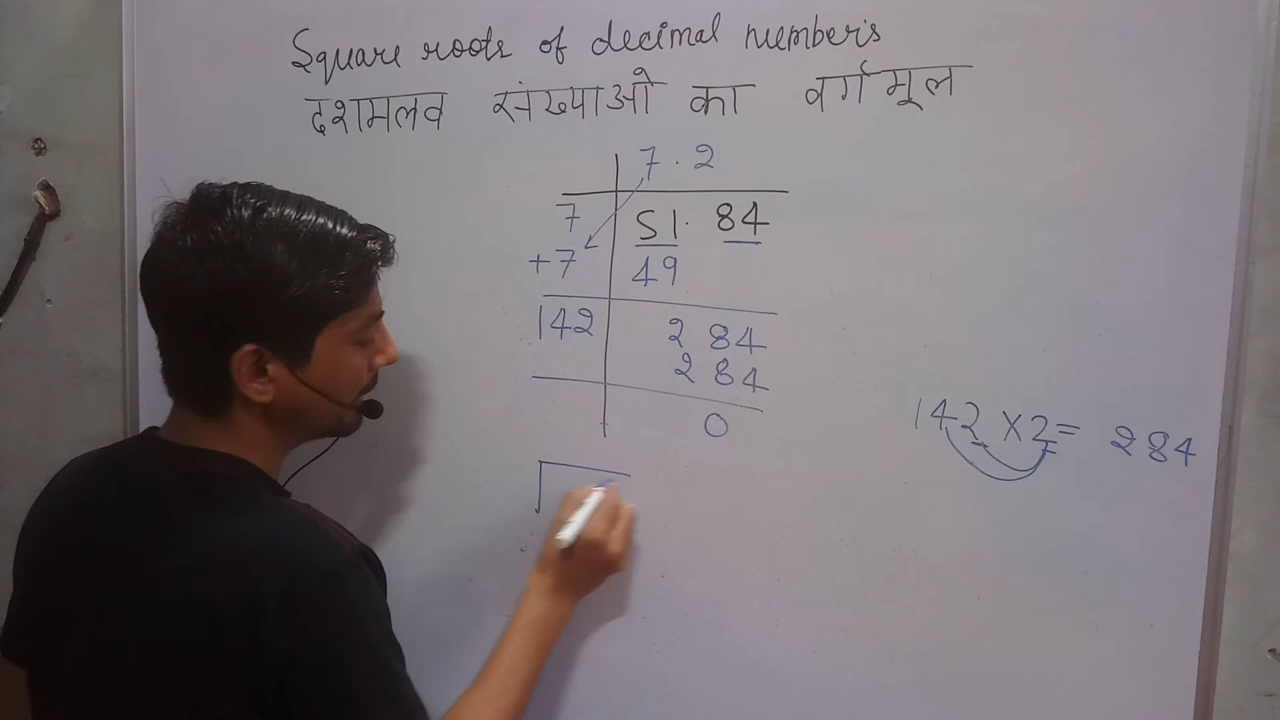 Square roots of decimal numbers
दशमलव संख्याओ का वर्गमूल
7.2
7 51.84
+7 49
142 284
284
0
142 X 2 = 284